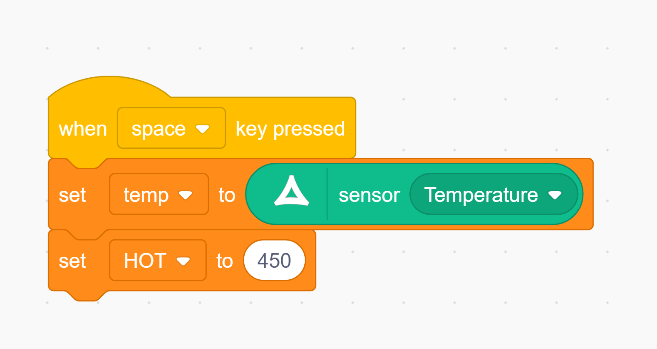 when space key pressed
set temp to sensor Temperature
set HOT to 450